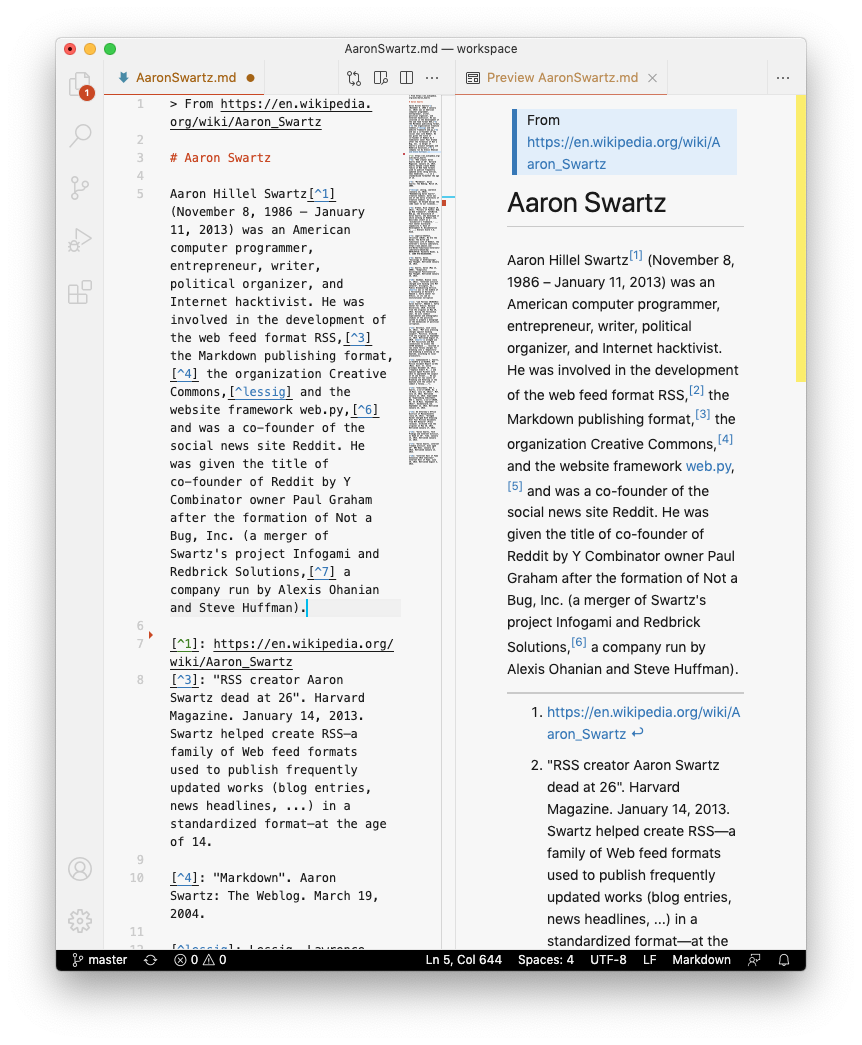 AaronSwartz.md — workspace
AaronSwartz.md
Preview AaronSwartz.md
1
1 > From https://en.wikipedia.
org/wiki/Aaron_Swartz
2
3 # Aaron Swartz
4
5 Aaron Hillel Swartz[^1]
(November 8, 1986 – January
11, 2013) was an American
computer programmer,
entrepreneur, writer,
political organizer, and
Internet hacktivist. He was
involved in the development of
the web feed format RSS,[^3]
the Markdown publishing format,
[^4] the organization Creative
Commons,[^lessig] and the
website framework web.py,[^6]
and was a co-founder of the
social news site Reddit. He
was given the title of
co-founder of Reddit by Y
Combinator owner Paul Graham
after the formation of Not a
Bug, Inc. (a merger of
Swartz's project Infogami and
Redbrick Solutions,[^7] a
company run by Alexis Ohanian
and Steve Huffman).
6
7 [^1]: https://en.wikipedia.org/
wiki/Aaron_Swartz
8 [^3]: "RSS creator Aaron
Swartz dead at 26". Harvard
Magazine. January 14, 2013.
Swartz helped create RSS—a
family of Web feed formats
used to publish frequently
updated works (blog entries,
news headlines, ...) in a
standardized format—at the age
of 14.
9
10 [^4]: "Markdown". Aaron
Swartz: The Weblog. March 19,
2004.
11
12 [^lessig]: Lessig, Lawrence
From
https://en.wikipedia.org/wiki/A
aron_Swartz
Aaron Swartz
Aaron Hillel Swartz[1] (November 8,
1986 – January 11, 2013) was an
American computer programmer,
entrepreneur, writer, political
organizer, and Internet hacktivist.
He was involved in the development
of the web feed format RSS,[2] the
Markdown publishing format,[3] the
organization Creative Commons,[4]
and the website framework web.py,
[5] and was a co-founder of the
social news site Reddit. He was
given the title of co-founder of
Reddit by Y Combinator owner Paul
Graham after the formation of Not a
Bug, Inc. (a merger of Swartz's
project Infogami and Redbrick
Solutions,[6] a company run by
Alexis Ohanian and Steve Huffman).
1. https://en.wikipedia.org/wiki/A
aron_Swartz ↩
2. "RSS creator Aaron Swartz
dead at 26". Harvard
Magazine. January 14, 2013.
Swartz helped create RSS—a
family of Web feed formats
used to publish frequently
updated works (blog entries,
news headlines, ...) in a
standardized format—at the
master 0 0 Ln 5, Col 644 Spaces: 4 UTF-8 LF Markdown